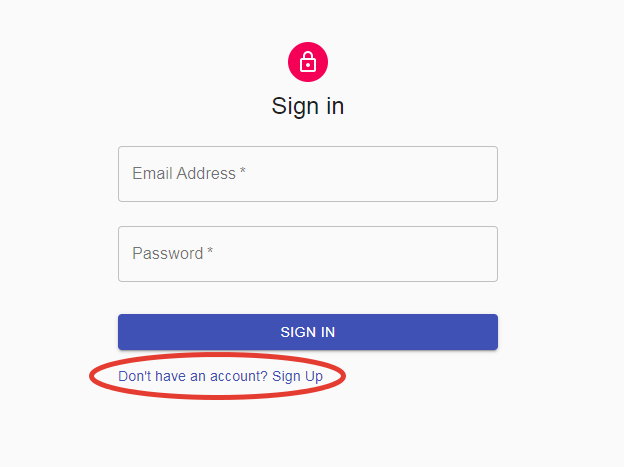 Sign in
Email Address *
Password *
SIGN IN
Don't have an account? Sign Up